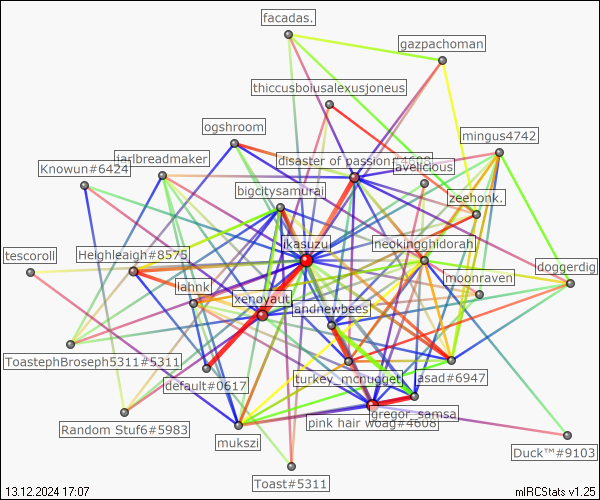 facadas.
gazpachoman
thiccusboiusalexusjoneus
ogshroom
mingus4742
jarlbreadmaker
disaster of passion#4688
Knowun#6424
avelicious
bigcitysamurai
zeehonk.
ikasuzu
neokingghidorah
tescoroll
Heighleaigh#8575
doggerdig
moonraven
lahnk
xenovaut
andnewbees
ToastephBroseph5311#5311
turkey_mcnugget
asad#6947
default#0617
gregor_samsa
pink hair woag#4608
Random Stuf6#5983
mukszi
Duck™#9103
Toast#5311
13.12.2024 17:07
mIRCStats v1.25